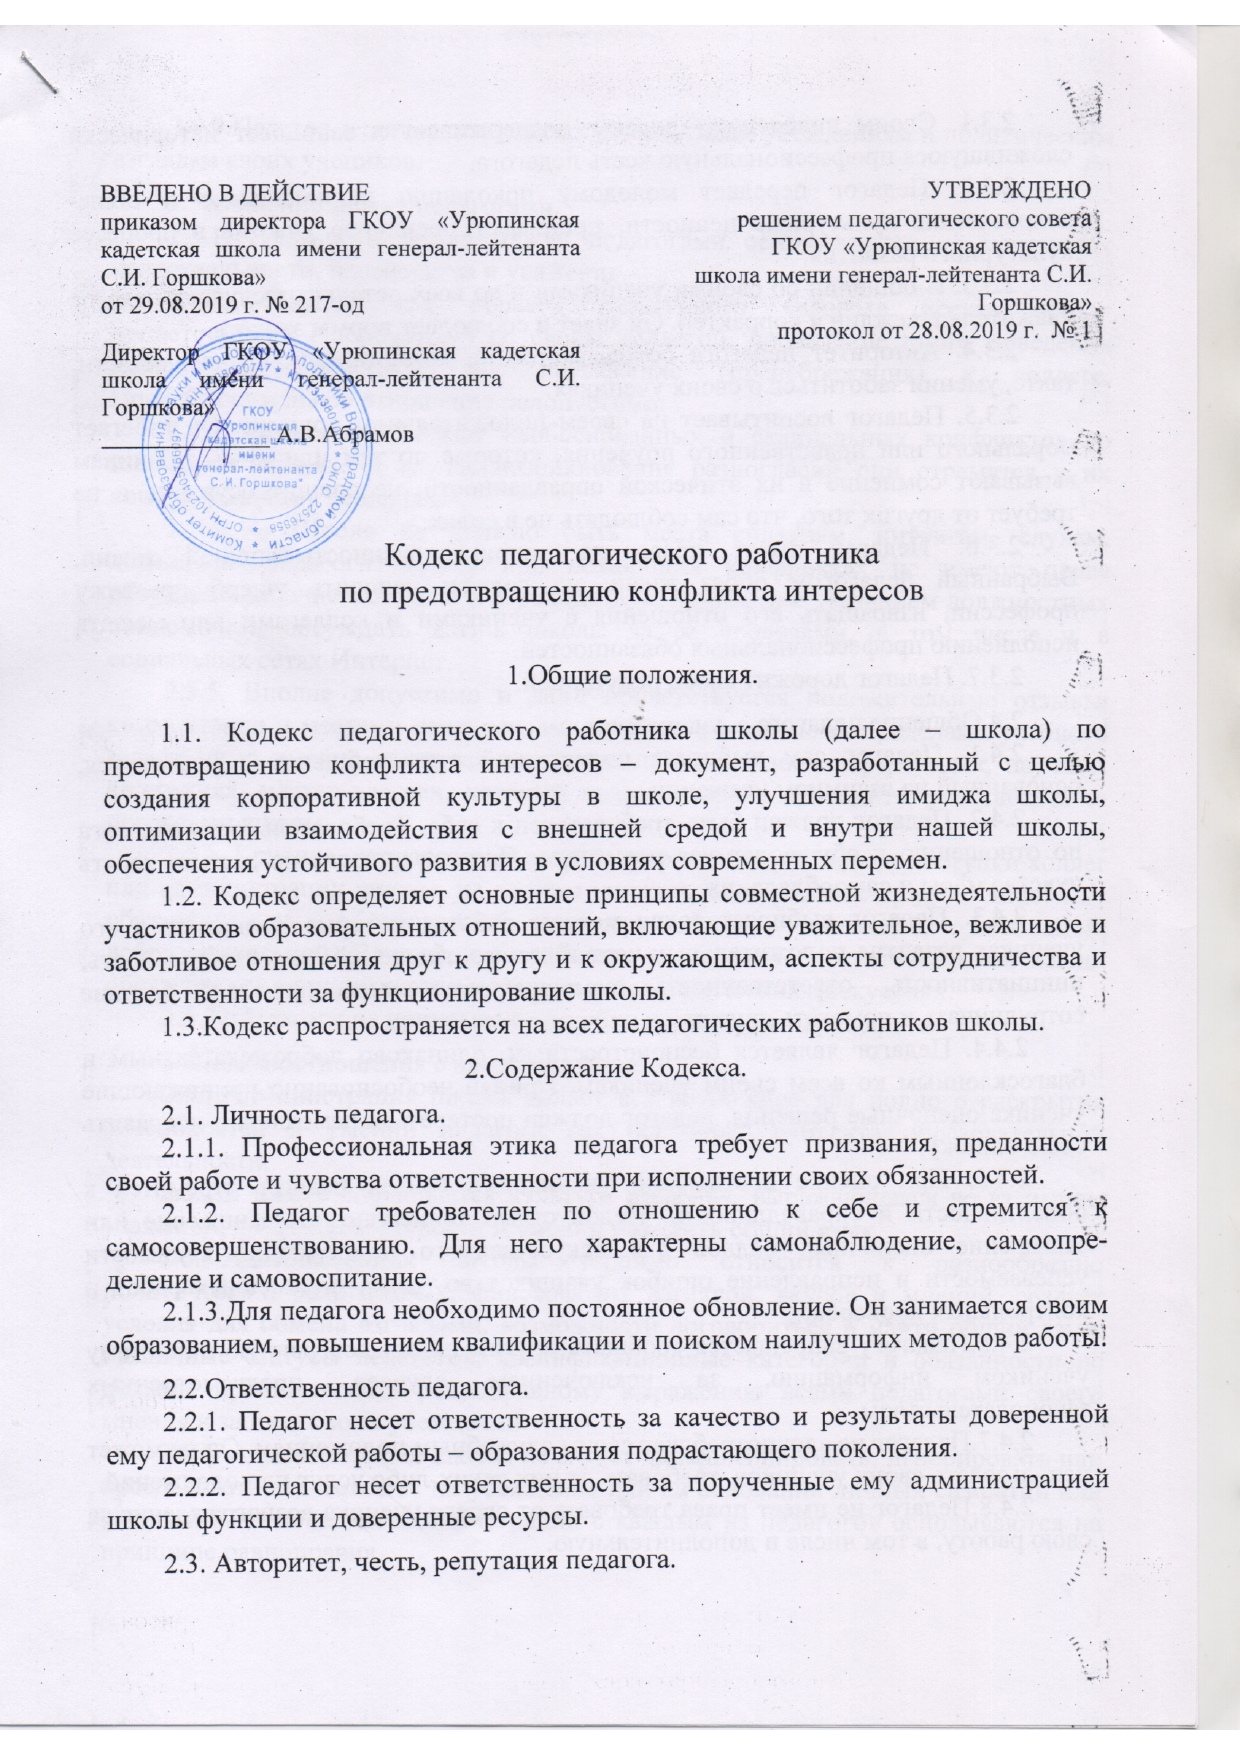 ВВЕДЕНО В ДЕЙСТВИЕ
приказом директора ГКОУ «Урюпинская
кадетская школа имени генерал-лейтенанта
С.И. Горшкова»
от 29.08.2019 г. № 217-од
Директор ГКОУ «Урюпинская кадетская
школа имени генерал-лейтенанта С.И.
Горшкова»
А.В.Абрамов
УТВЕРЖДЕНО
решением педагогического совета
ГКОУ «Урюпинская кадетская
школа имени генерал-лейтенанта С.И.
Горшкова»
протокол от 28.08.2019 г. № 1
ГКОУ
"Урюпинская
кадетская школа
имени
генерал-лейтенанта
С.И.Горшкова"
Кодекс педагогического работника
по предотвращению конфликта интересов
1.Общие положения.
1.1. Кодекс педагогического работника школы (далее – школа) по
предотвращению конфликта интересов – документ, разработанный с целью
создания корпоративной культуры в школе, улучшения имиджа школы,
оптимизации взаимодействия с внешней средой и внутри нашей школы,
обеспечения устойчивого развития в условиях современных перемен.
1.2. Кодекс определяет основные принципы совместной жизнедеятельности
участников образовательных отношений, включающие уважительное, вежливое и
заботливое отношения друг к другу и к окружающим, аспекты сотрудничества и
ответственности за функционирование школы.
1.3.Кодекс распространяется на всех педагогических работников школы.
2.Содержание Кодекса.
2.1. Личность педагога.
2.1.1. Профессиональная этика педагога требует призвания, преданности
своей работе и чувства ответственности при исполнении своих обязанностей.
2.1.2. Педагог требователен по отношению к себе и стремится к
самосовершенствованию. Для него характерны самонаблюдение, самоопре-
деление и самовоспитание.
2.1.3.Для педагога необходимо постоянное обновление. Он занимается своим
образованием, повышением квалификации и поиском наилучших методов работы.
2.2.Ответственность педагога.
2.2.1. Педагог несет ответственность за качество и результаты доверенной
ему педагогической работы – образования подрастающего поколения.
2.2.2. Педагог несет ответственность за порученные ему администрацией
школы функции и доверенные ресурсы.
2.3. Авторитет, честь, репутация педагога.